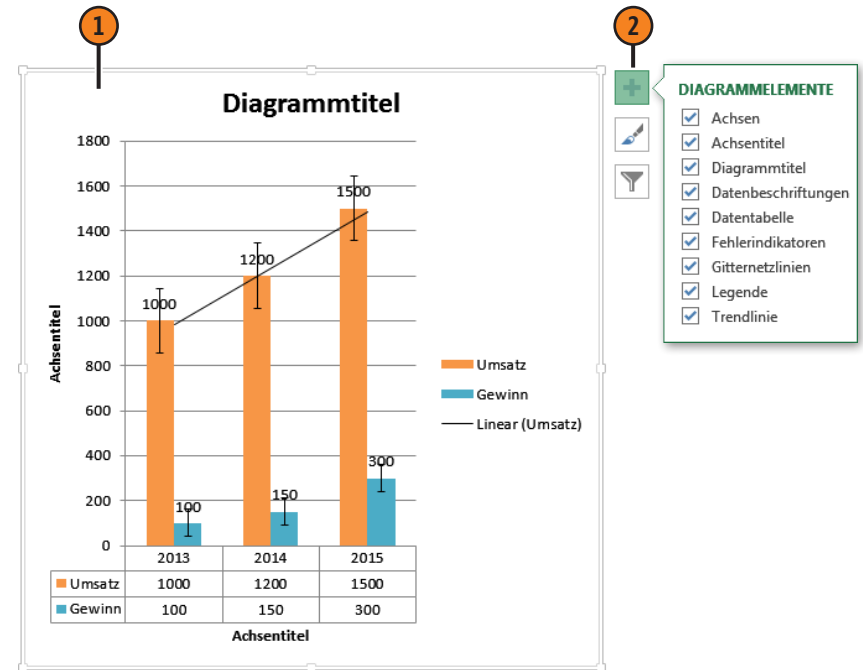 1
2
Diagrammtitel
1800
1600
1400
1200
1000
800
600
400
200
0
Achsentitel
1000
1200
1500
100
150
300
Umsatz
Gewinn
Linear (Umsatz)
2013 2014 2015
Umsatz 1000 1200 1500
Gewinn 100 150 300
Achsentitel
DIAGRAMMELEMENTE
Achsen
Achsentitel
Diagrammtitel
Datenbeschriftungen
Datentabelle
Fehlerindikatoren
Gitternetzlinien
Legende
Trendlinie